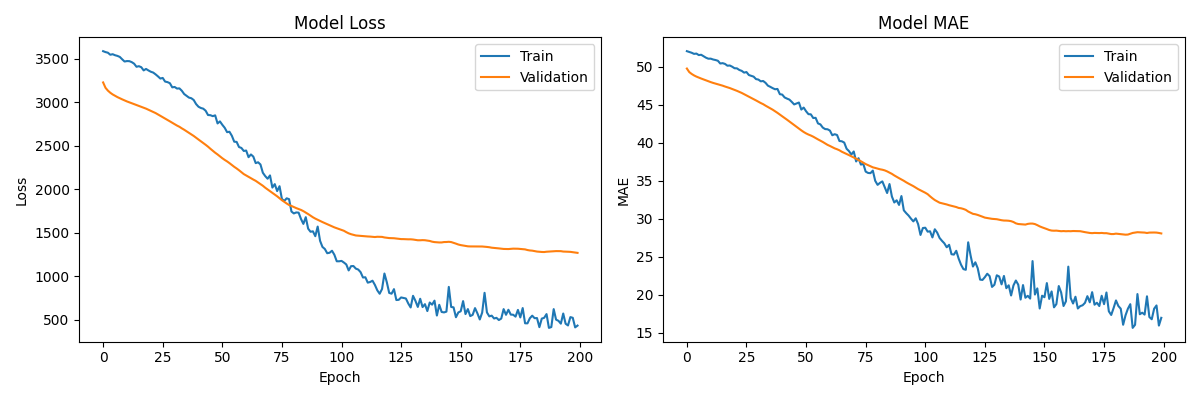 Model Loss
Train
Validation
3500
3000
2500
2000
1500
1000
500
Loss
0 25 50 75 100 125 150 175 200
Epoch
Model MAE
Train
Validation
50
45
40
35
30
25
20
15
MAE
0 25 50 75 100 125 150 175 200
Epoch